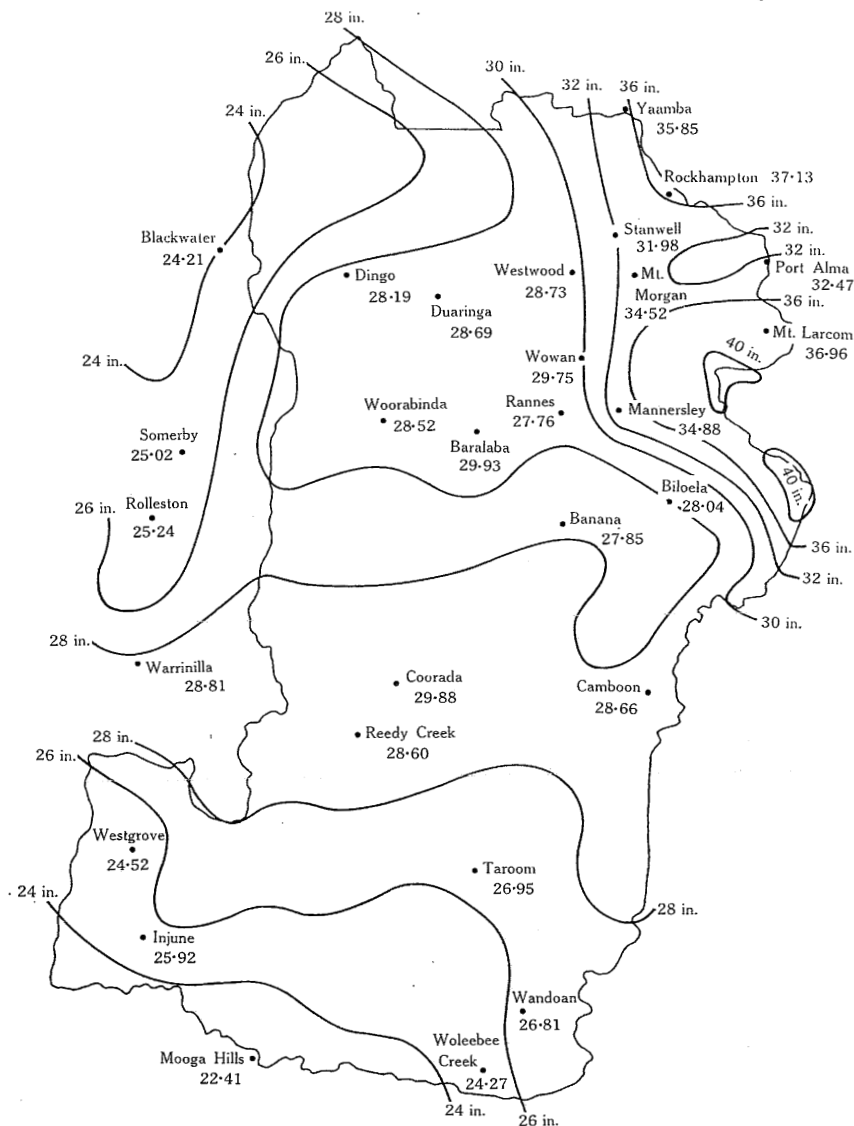 28 in.
26 in.
30 in.
32 in.
36 in.
24 in.
Yaamba
35·85
Rockhampton 37·13
36 in.
Blackwater
24·21
Stanwell
31·98
32 in.
32 in.
Dingo
28·19
Westwood
28·73
Mt.
Morgan
34·52
Port Alma
32·47
Duaringa
28·69
36 in.
Mt. Larcom
36·96
24 in.
Wowan
29·75
40 in.
Woorabinda
28·52
Rannes
27·76
Mannersley
34·88
Somerby
25·02
Baralaba
29·93
Biloela
28·04
40 in.
26 in.
Rolleston
25·24
Banana
27·85
36 in.
32 in.
30 in.
28 in.
Warrinilla
28·81
Coorada
29·88
Camboon
28·66
Reedy Creek
28·60
28 in.
26 in.
Westgrove
24·52
Taroom
26·95
24 in.
28 in.
Injune
25·92
Wandoan
26·81
Mooga Hills
22·41
Woleebee
Creek
24·27
24 in.
26 in.